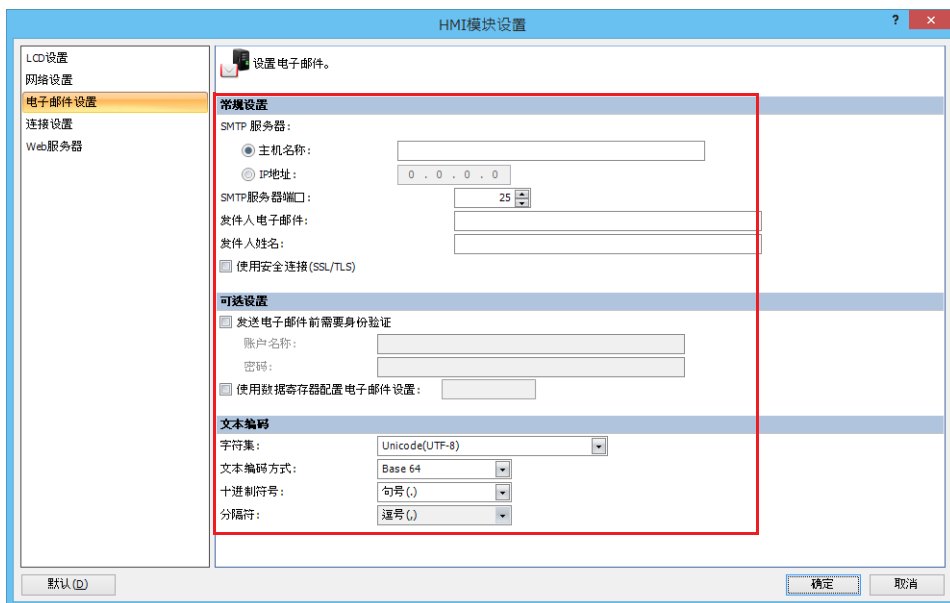 HMI模块设置
?
×
LCD设置
网络设置
电子邮件设置
连接设置
Web服务器
设置电子邮件。
常规设置
SMTP 服务器:
主机名称:
IP地址: 0 . 0 . 0 . 0
SMTP服务器端口: 25
发件人电子邮件:
发件人姓名:
使用安全连接(SSL/TLS)
可选设置
发送电子邮件前需要身份验证
账户名称:
密码:
使用数据寄存器配置电子邮件设置:
文本编码
字符集: Unicode(UTF-8)
文本编码方式: Base 64
十进制符号: 句号(.)
分隔符: 逗号(,)
默认(D) 确定 取消